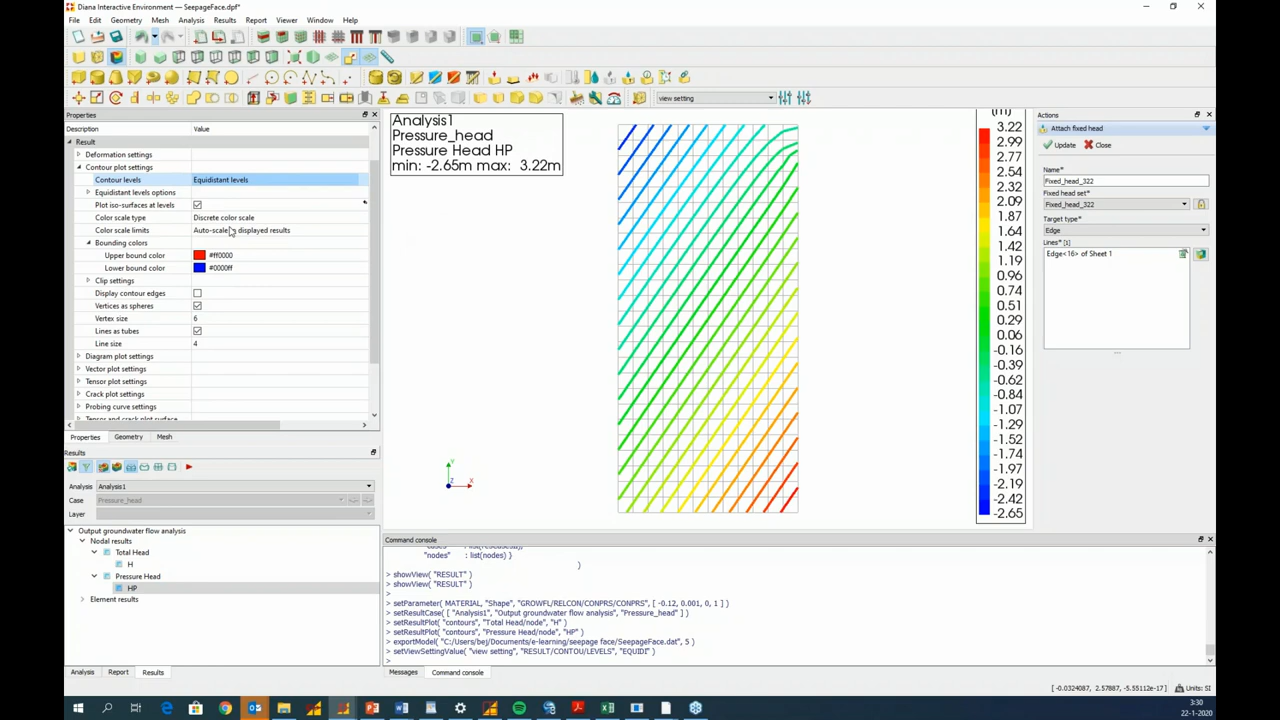 Diana Interactive Environment — SeepageFace.dpf*
File Edit Geometry Mesh Analysis Results Report Viewer Window Help
view setting
Properties
Description Value
Result
Deformation settings
Contour plot settings
Contour levels Equidistant levels
Equidistant levels options
Plot iso-surfaces at levels
Color scale type Discrete color scale
Color scale limits Auto-scale to displayed results
Bounding colors
Upper bound color #ff0000
Lower bound color #0000ff
Clip settings
Display contour edges
Vertices as spheres
Vertex size 6
Lines as tubes
Line size 4
Diagram plot settings
Vector plot settings
Tensor plot settings
Crack plot settings
Probing curve settings
Properties Geometry Mesh
Results
Analysis Analysis1
Case Pressure_head
Layer
Output groundwater flow analysis
Nodal results
Total Head
H
Pressure Head
HP
Element results
Analysis Report Results
Analysis1
Pressure_head
Pressure Head HP
min: -2.65m max: 3.22m
Y
Z X
(m)
3.22
2.99
2.77
2.54
2.32
2.09
1.87
1.64
1.42
1.19
0.96
0.74
0.51
0.29
0.06
-0.16
-0.39
-0.62
-0.84
-1.07
-1.29
-1.52
-1.74
-1.97
-2.19
-2.42
-2.65
Actions
Attach fixed head
Update Close
Name
Fixed_head_322
Fixed head set
Fixed_head_322
Target type*
Edge
Lines* [1]
Edge<16> of Sheet 1
Command console
"nodes" : list(nodes) }
)
> showView( "RESULT" )
> showView( "RESULT" )
>
> setParameter( MATERIAL, "Shape", "GROWFL/RELCON/CONPRS/CONPRS", [ -0.12, 0.001, 0, 1 ] )
> setResultCase( [ "Analysis1", "Output groundwater flow analysis", "Pressure_head" ] )
> setResultPlot( "contours", "Total Head/node", "H" )
> setResultPlot( "contours", "Pressure Head/node", "HP" )
> exportModel( "C:/Users/bej/Documents/e-learning/seepage face/SeepageFace.dat", 5 )
> setViewSettingValue( "view setting", "RESULT/CONTOU/LEVELS", "EQUIDI" )
>
Messages Command console
[ -0.0324087, 2.57887, -5.55112e-17 ] Units: SI
3:30
22-1-2020